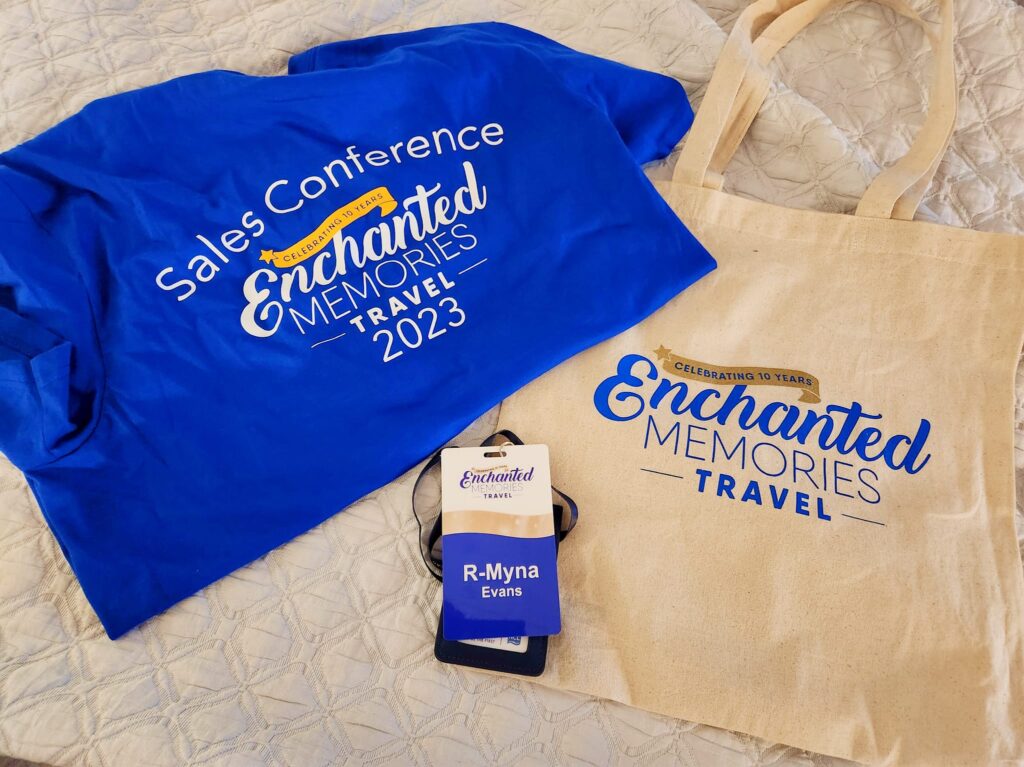 Sales Conference
CELEBRATING 10 YEARS
Enchanted
MEMORIES
TRAVEL
2023
CELEBRATING 10 YEARS
Enchanted
MEMORIES
TRAVEL
Enchanted
MEMORIES
TRAVEL
R-Myna
Evans